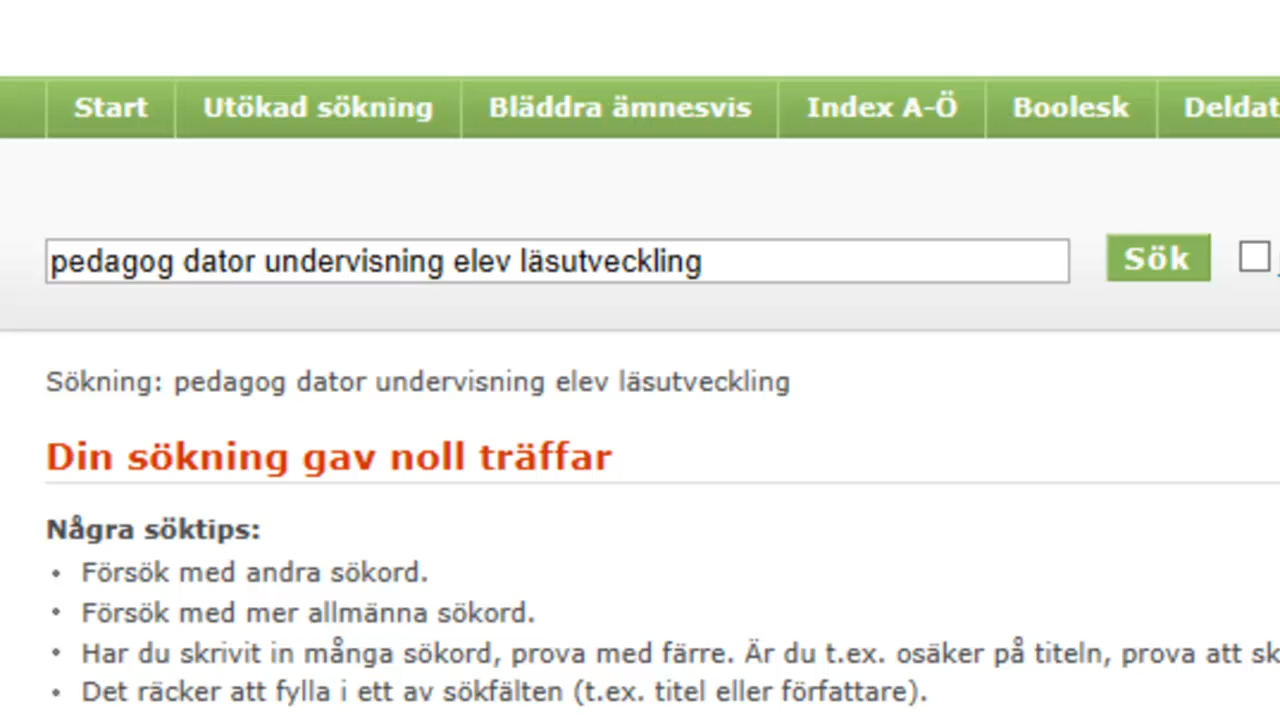 Start Utökad sökning Bläddra ämnesvis Index A-Ö Boolesk
pedagog dator undervisning elev läsutveckling Sök
Sökning: pedagog dator undervisning elev läsutveckling
Din sökning gav noll träffar
Några söktips:
• Försök med andra sökord.
• Försök med mer allmänna sökord.
• Har du skrivit in många sökord, prova med färre. Är du t.ex. osäker på titeln, prova att
• Det räcker att fylla i ett av sökfälten (t.ex. titel eller författare).